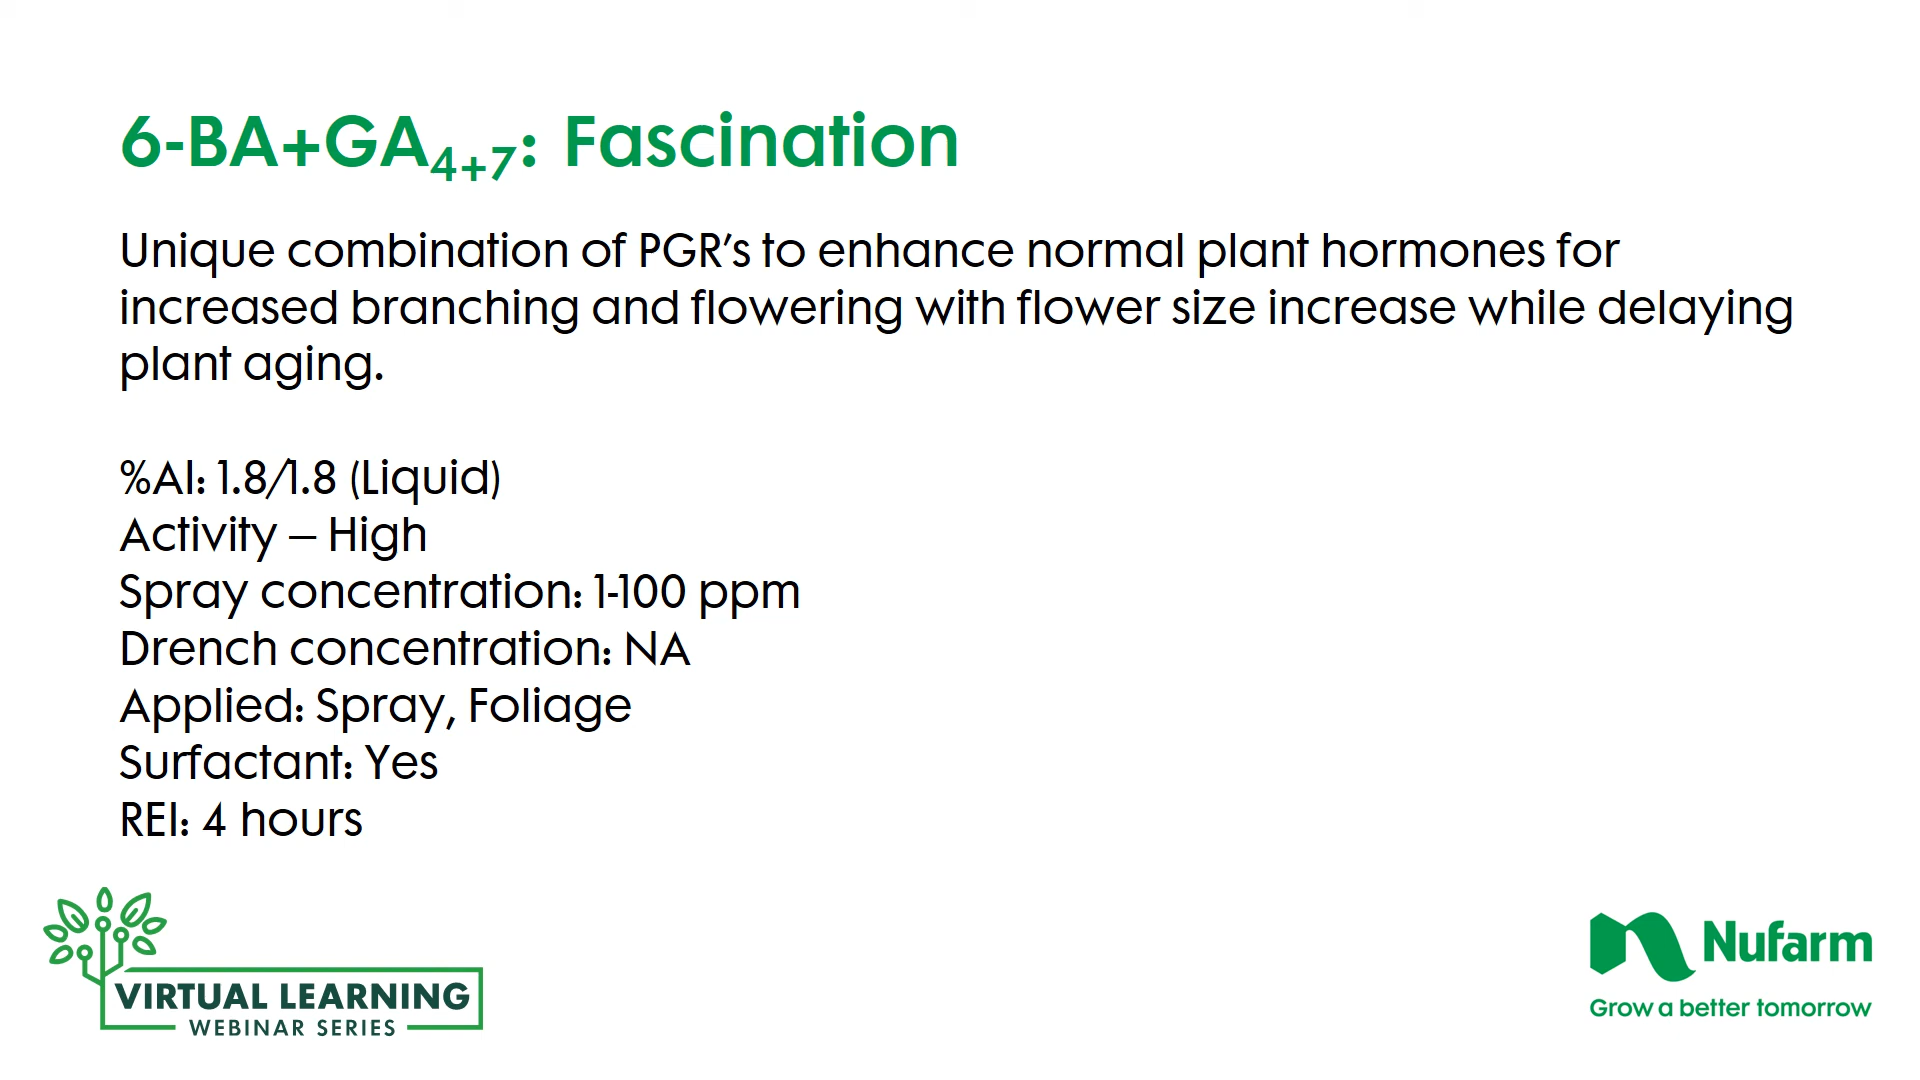 6-BA+GA4+7: Fascination
Unique combination of PGR’s to enhance normal plant hormones for
increased branching and flowering with flower size increase while delaying
plant aging.
%AI: 1.8/1.8 (Liquid)
Activity – High
Spray concentration: 1-100 ppm
Drench concentration: NA
Applied: Spray, Foliage
Surfactant: Yes
REI: 4 hours
VIRTUAL LEARNING
WEBINAR SERIES
Nufarm
Grow a better tomorrow